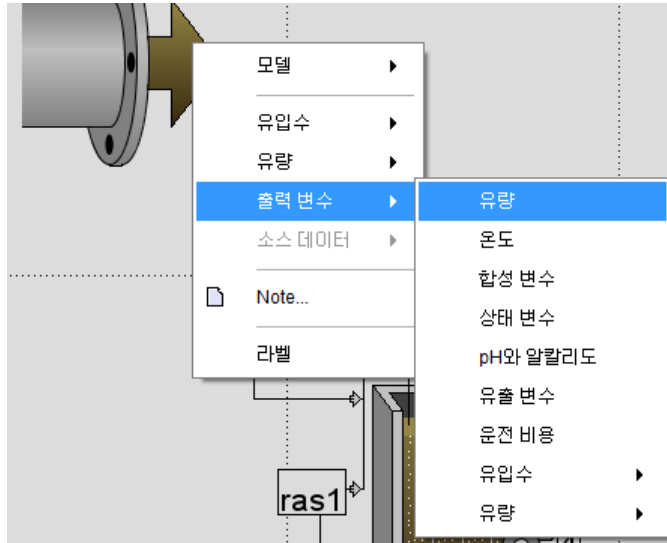 모델
유입수
유량
출력 변수
소스 데이터
Note...
라벨
유량
온도
합성 변수
상태 변수
pH와 알칼리도
유출 변수
운전 비용
유입수
유량
ras1